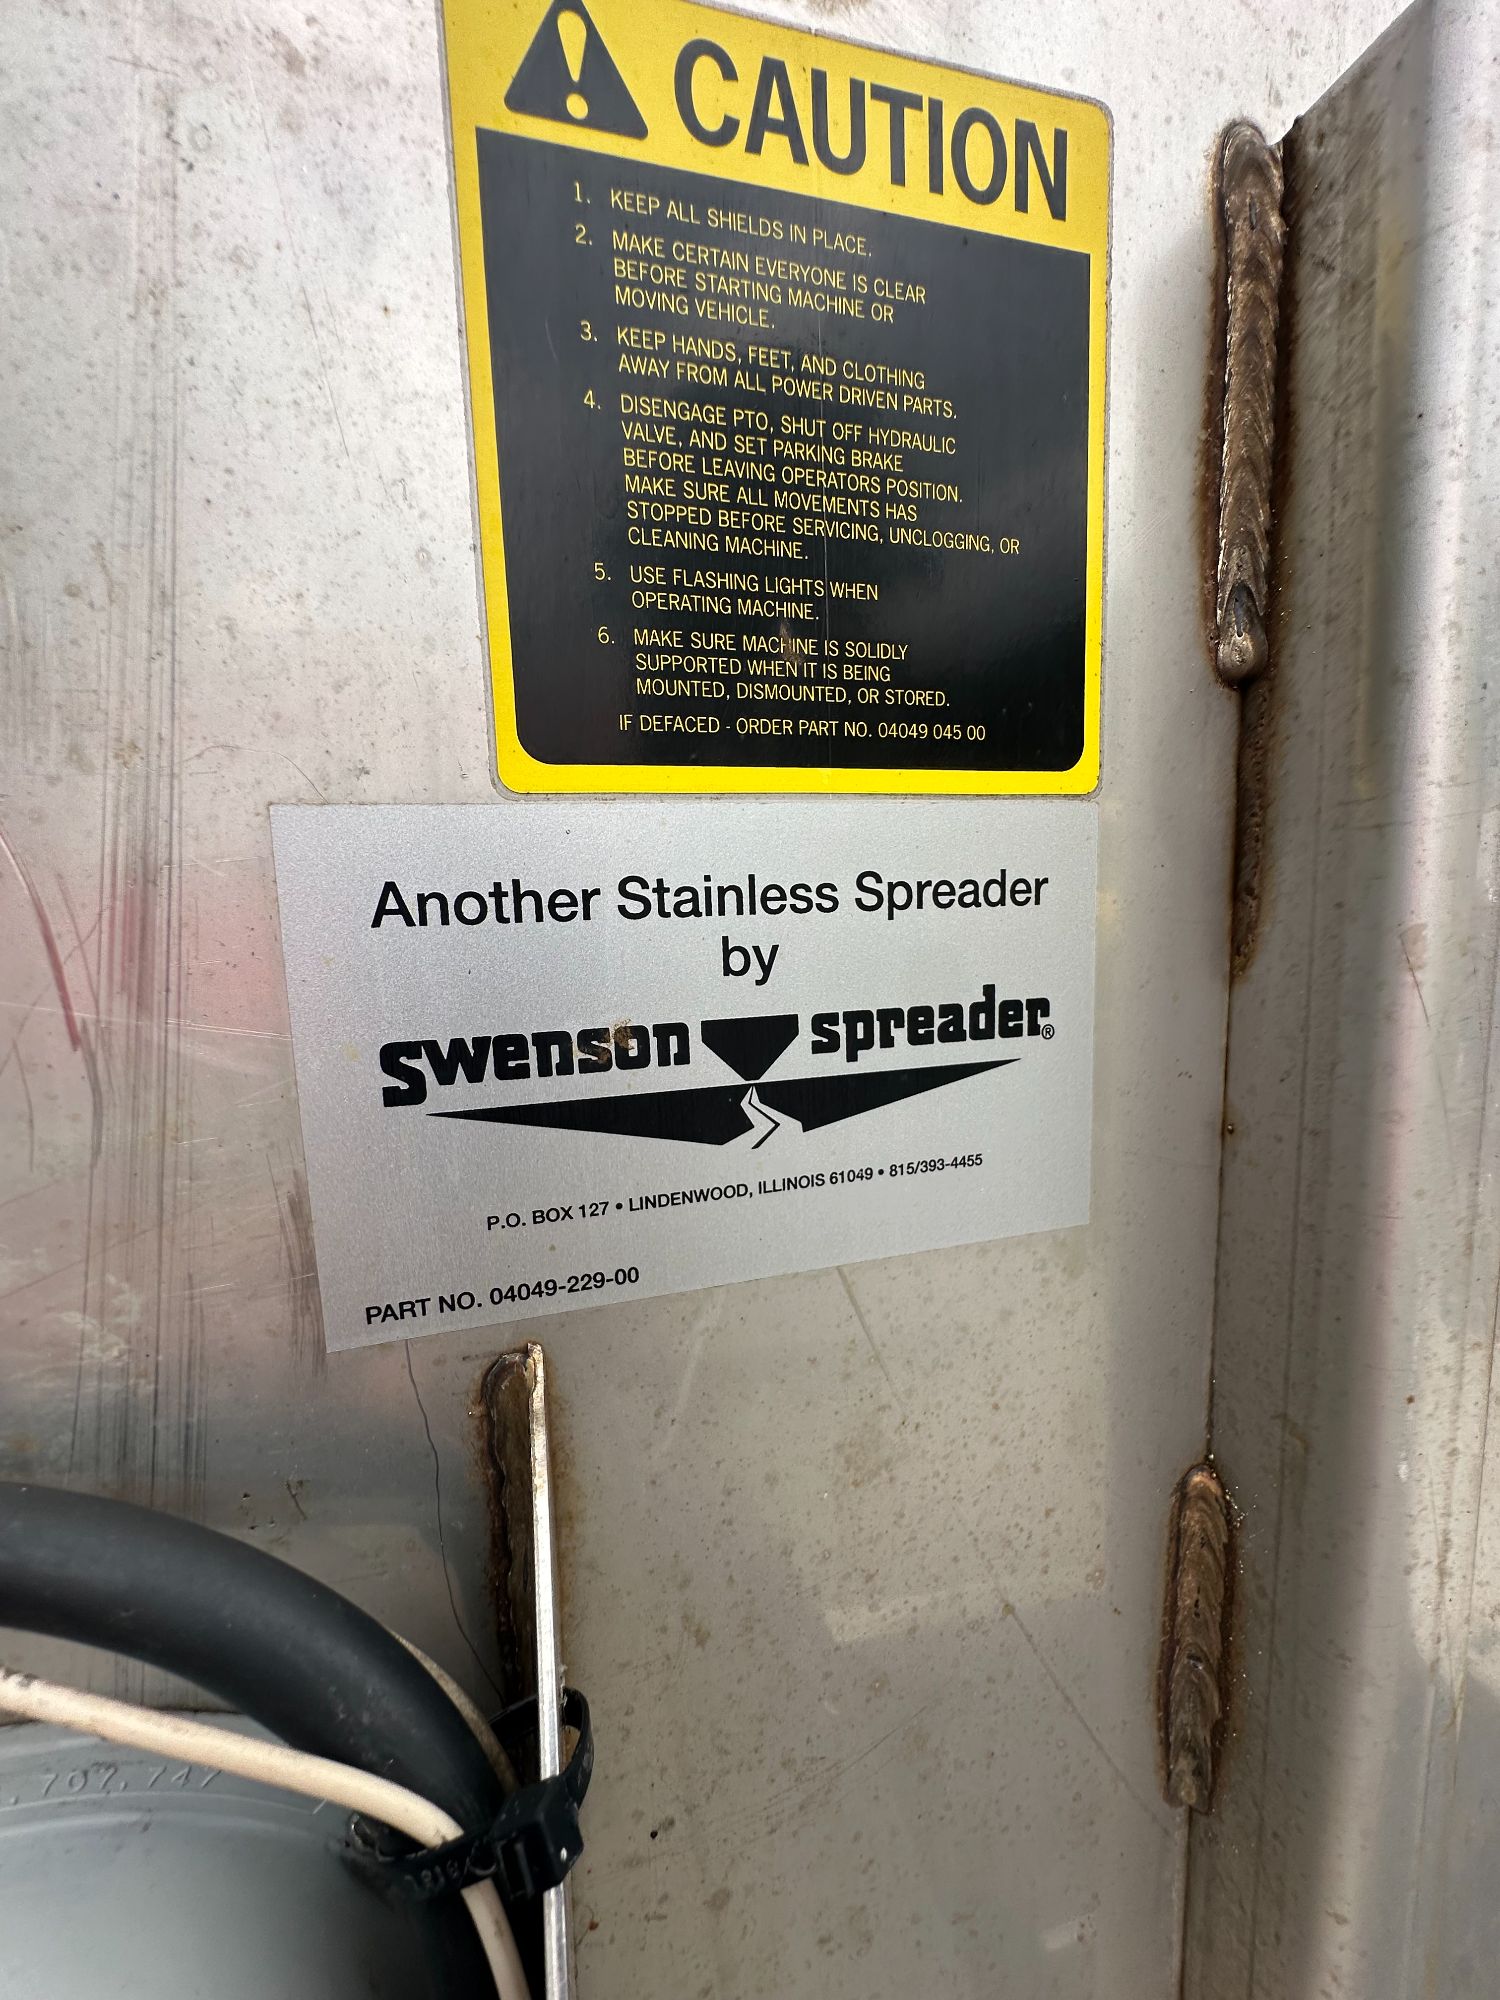 CAUTION
1. KEEP ALL SHIELDS IN PLACE.
2. MAKE CERTAIN EVERYONE IS CLEAR
BEFORE STARTING MACHINE OR
MOVING VEHICLE.
3. KEEP HANDS, FEET, AND CLOTHING
AWAY FROM ALL POWER DRIVEN PARTS.
4. DISENGAGE PTO, SHUT OFF HYDRAULIC
VALVE, AND SET PARKING BRAKE
BEFORE LEAVING OPERATORS POSITION.
MAKE SURE ALL MOVEMENTS HAS
STOPPED BEFORE SERVICING, UNCLOGGING, OR
CLEANING MACHINE.
5. USE FLASHING LIGHTS WHEN
OPERATING MACHINE.
6. MAKE SURE MACHINE IS SOLIDLY
SUPPORTED WHEN IT IS BEING
MOUNTED, DISMOUNTED, OR STORED.
IF DEFACED - ORDER PART NO. 04049 045 00
Another Stainless Spreader
by
Swenson spreader®
P.O. BOX 127 • LINDENWOOD, ILLINOIS 61049 • 815/393-4455
PART NO. 04049-229-00